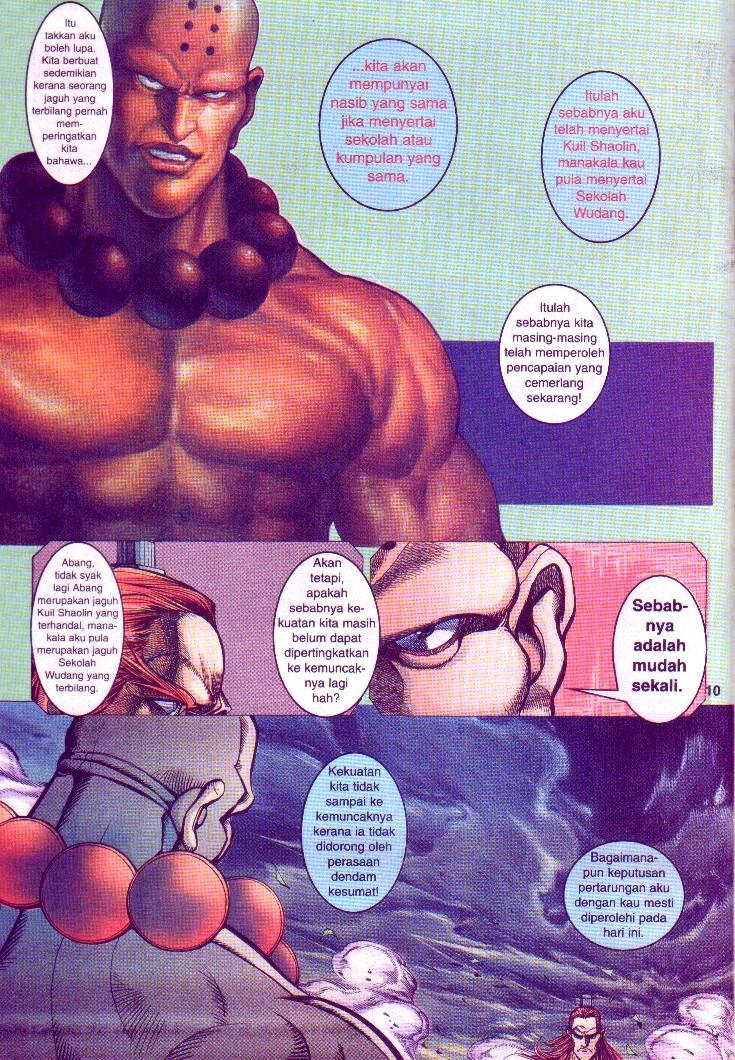 Itu
takkan aku
boleh lupa.
Kita berbuat
sedemikian
kerana seorang
jaguh yang
terbilang pernah
mem-
peringatkan
kita
bahawa...
...kita akan
mempunyai
nasib yang sama
jika menyertai
sekolah atau
kumpulan yang
sama.
Itulah
sebabnya aku
telah menyertai
Kuil Shaolin,
manakala kau
pula menyertai
Sekolah
Wudang.
Itulah
sebabnya kita
masing-masing
telah memperoleh
pencapaian yang
cemerlang
sekarang!
Abang,
tidak syak
lagi Abang
merupakan jaguh
Kuil Shaolin yang
terhandal, mana-
kala aku pula
merupakan jaguh
Sekolah
Wudang yang
terbilang.
Akan
tetapi,
apakah
sebabnya ke-
kuatan kita masih
belum dapat
dipertingkatkan
ke kemuncak-
nya lagi
hah?
Sebab-
nya
adalah
mudah
sekali.
10
Kekuatan
kita tidak
sampai ke
kemuncaknya
kerana ia tidak
didorong oleh
perasaan
dendam
kesumat!
Bagaimana-
pun keputusan
pertarungan aku
dengan kau mesti
diperolehi pada
hari ini.